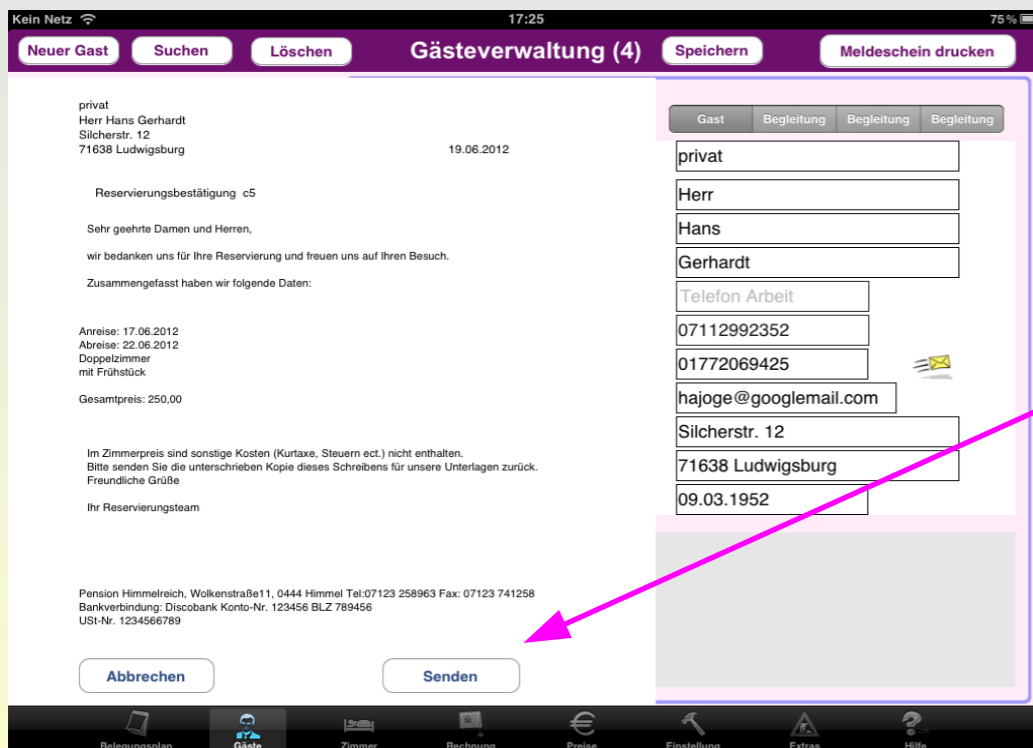 Kein Netz 17:25 75 %
Neuer Gast Suchen Löschen Gästeverwaltung (4) Speichern Meldeschein drucken
privat
Herr Hans Gerhardt
Silcherstr. 12
71638 Ludwigsburg 19.06.2012
Reservierungsbestätigung c5
Sehr geehrte Damen und Herren,
wir bedanken uns für Ihre Reservierung und freuen uns auf Ihren Besuch.
Zusammengefasst haben wir folgende Daten:
Anreise: 17.06.2012
Abreise: 22.06.2012
Doppelzimmer
mit Frühstück
Gesamtpreis: 250,00
Im Zimmerpreis sind sonstige Kosten (Kurtaxe, Steuern ect.) nicht enthalten.
Bitte senden Sie die unterschrieben Kopie dieses Schreibens für unsere Unterlagen zurück.
Freundliche Grüße
Ihr Reservierungsteam
Pension Himmelreich, Wolkenstraße11, 0444 Himmel Tel:07123 258963 Fax: 07123 741258
Bankverbindung: Discobank Konto-Nr. 123456 BLZ 789456
USt-Nr. 1234566789
Abbrechen Senden
Gast Begleitung Begleitung Begleitung
privat
Herr
Hans
Gerhardt
Telefon Arbeit
07112992352
01772069425
hajoge@googlemail.com
Silcherstr. 12
71638 Ludwigsburg
09.03.1952
Belegungsplan Gäste Zimmer Rechnung Preise Einstellung Extras Hilfe